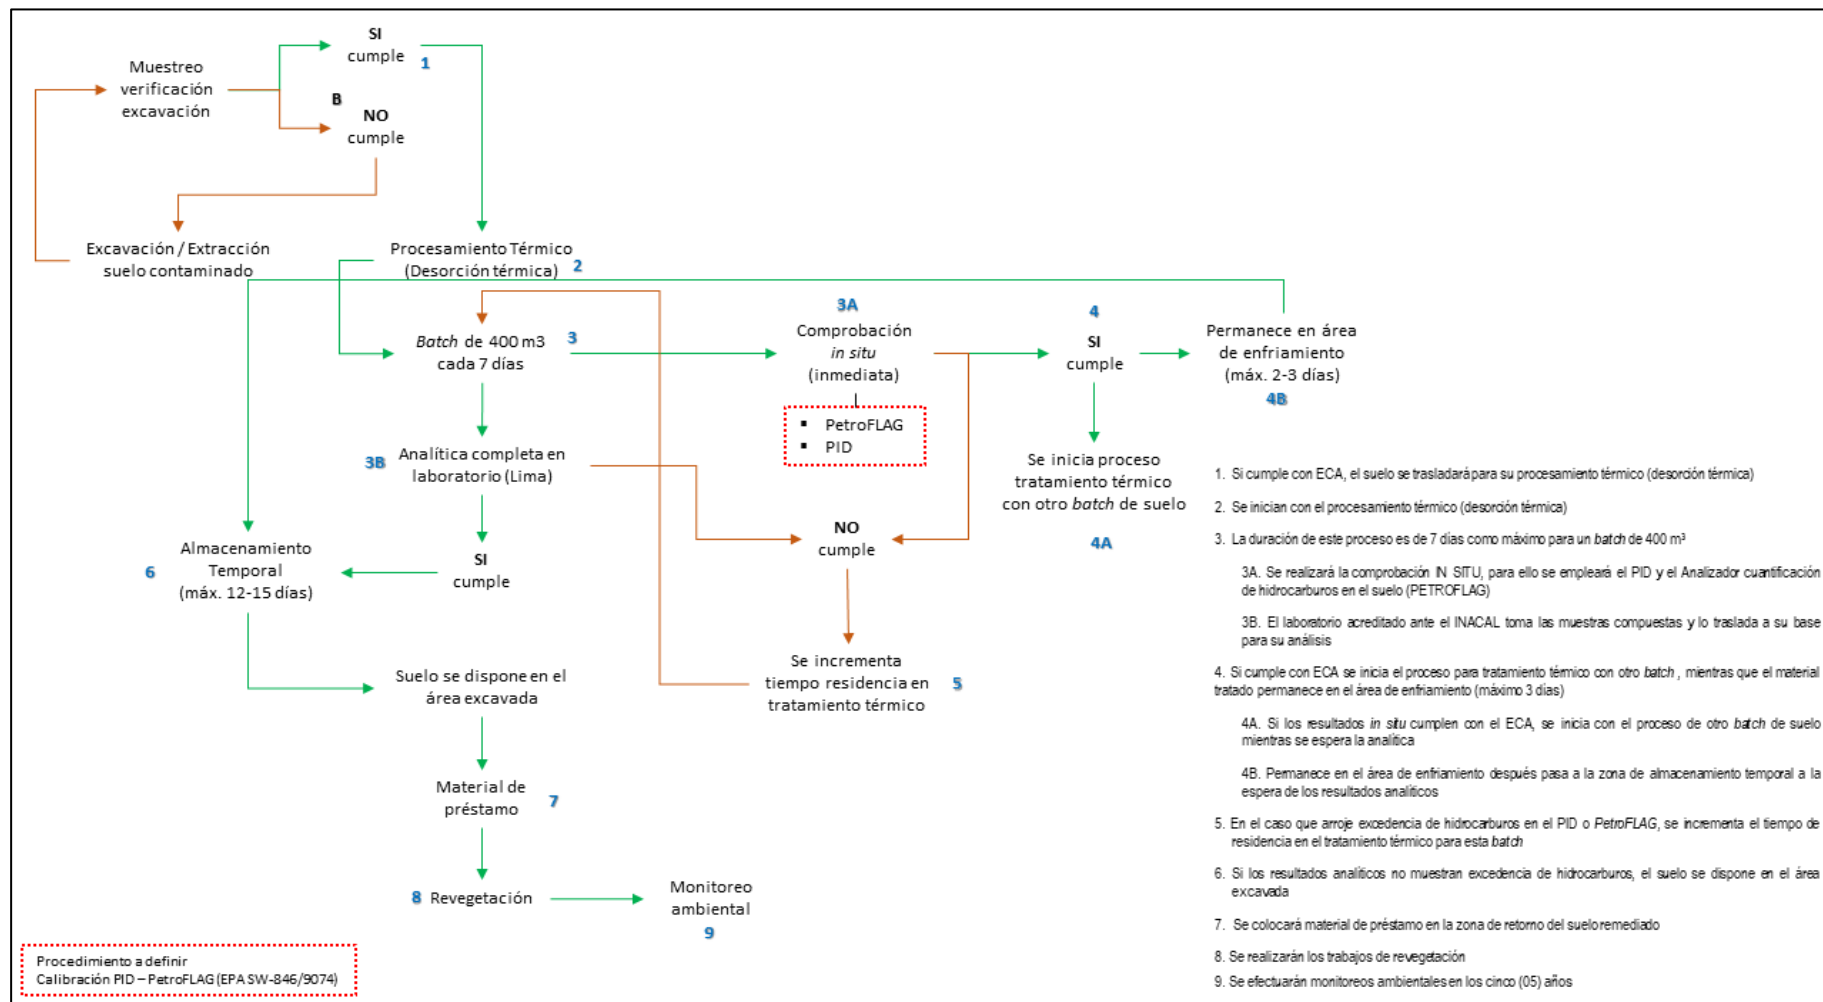 SI
cumple
1
Muestreo
verificación
excavación
B
NO
cumple
Excavación / Extracción
suelo contaminado
Procesamiento Térmico
(Desorción térmica)
2
Batch de 400 m3
cada 7 días
3
3A
Comprobación
in situ
(inmediata)
▪ PetroFLAG
▪ PID
4
SI
cumple
Permanece en área
de enfriamiento
(máx. 2-3 días)
4B
Se inicia proceso
tratamiento térmico
con otro batch de suelo
4A
3B
Analítica completa en
laboratorio (Lima)
NO
cumple
SI
cumple
6
Almacenamiento
Temporal
(máx. 12-15 días)
Se incrementa
tiempo residencia en
tratamiento térmico
5
Suelo se dispone en el
área excavada
Material de
préstamo
7
8
Revegetación
Monitoreo
ambiental
9
Procedimiento a definir
Calibración PID – PetroFLAG (EPA SW-846/9074)
1. Si cumple con ECA, el suelo se trasladará para su procesamiento térmico (desorción térmica)
2. Se inician con el procesamiento térmico (desorción térmica)
3. La duración de este proceso es de 7 días como máximo para un batch de 400 m³
3A. Se realizará la comprobación IN SITU, para ello se empleará el PID y el Analizador cuantificación
de hidrocarburos en el suelo (PETROFLAG)
3B. El laboratorio acreditado ante el INACAL toma las muestras compuestas y lo traslada a su base
para su análisis
4. Si cumple con ECA se inicia el proceso para tratamiento térmico con otro batch , mientras que el material
tratado permanece en el área de enfriamiento (máximo 3 días)
4A. Si los resultados in situ cumplen con el ECA, se inicia con el proceso de otro batch de suelo
mientras se espera la analítica
4B. Permanece en el área de enfriamiento después pasa a la zona de almacenamiento temporal a la
espera de los resultados analíticos
5. En el caso que arroje excedencia de hidrocarburos en el PID o PetroFLAG, se incrementa el tiempo de
residencia en el tratamiento térmico para esta batch
6. Si los resultados analíticos no muestran excedencia de hidrocarburos, el suelo se dispone en el área
excavada
7. Se colocará material de préstamo en la zona de retorno del suelo remediado
8. Se realizarán los trabajos de revegetación
9. Se efectuarán monitoreos ambientales en los cinco (05) años